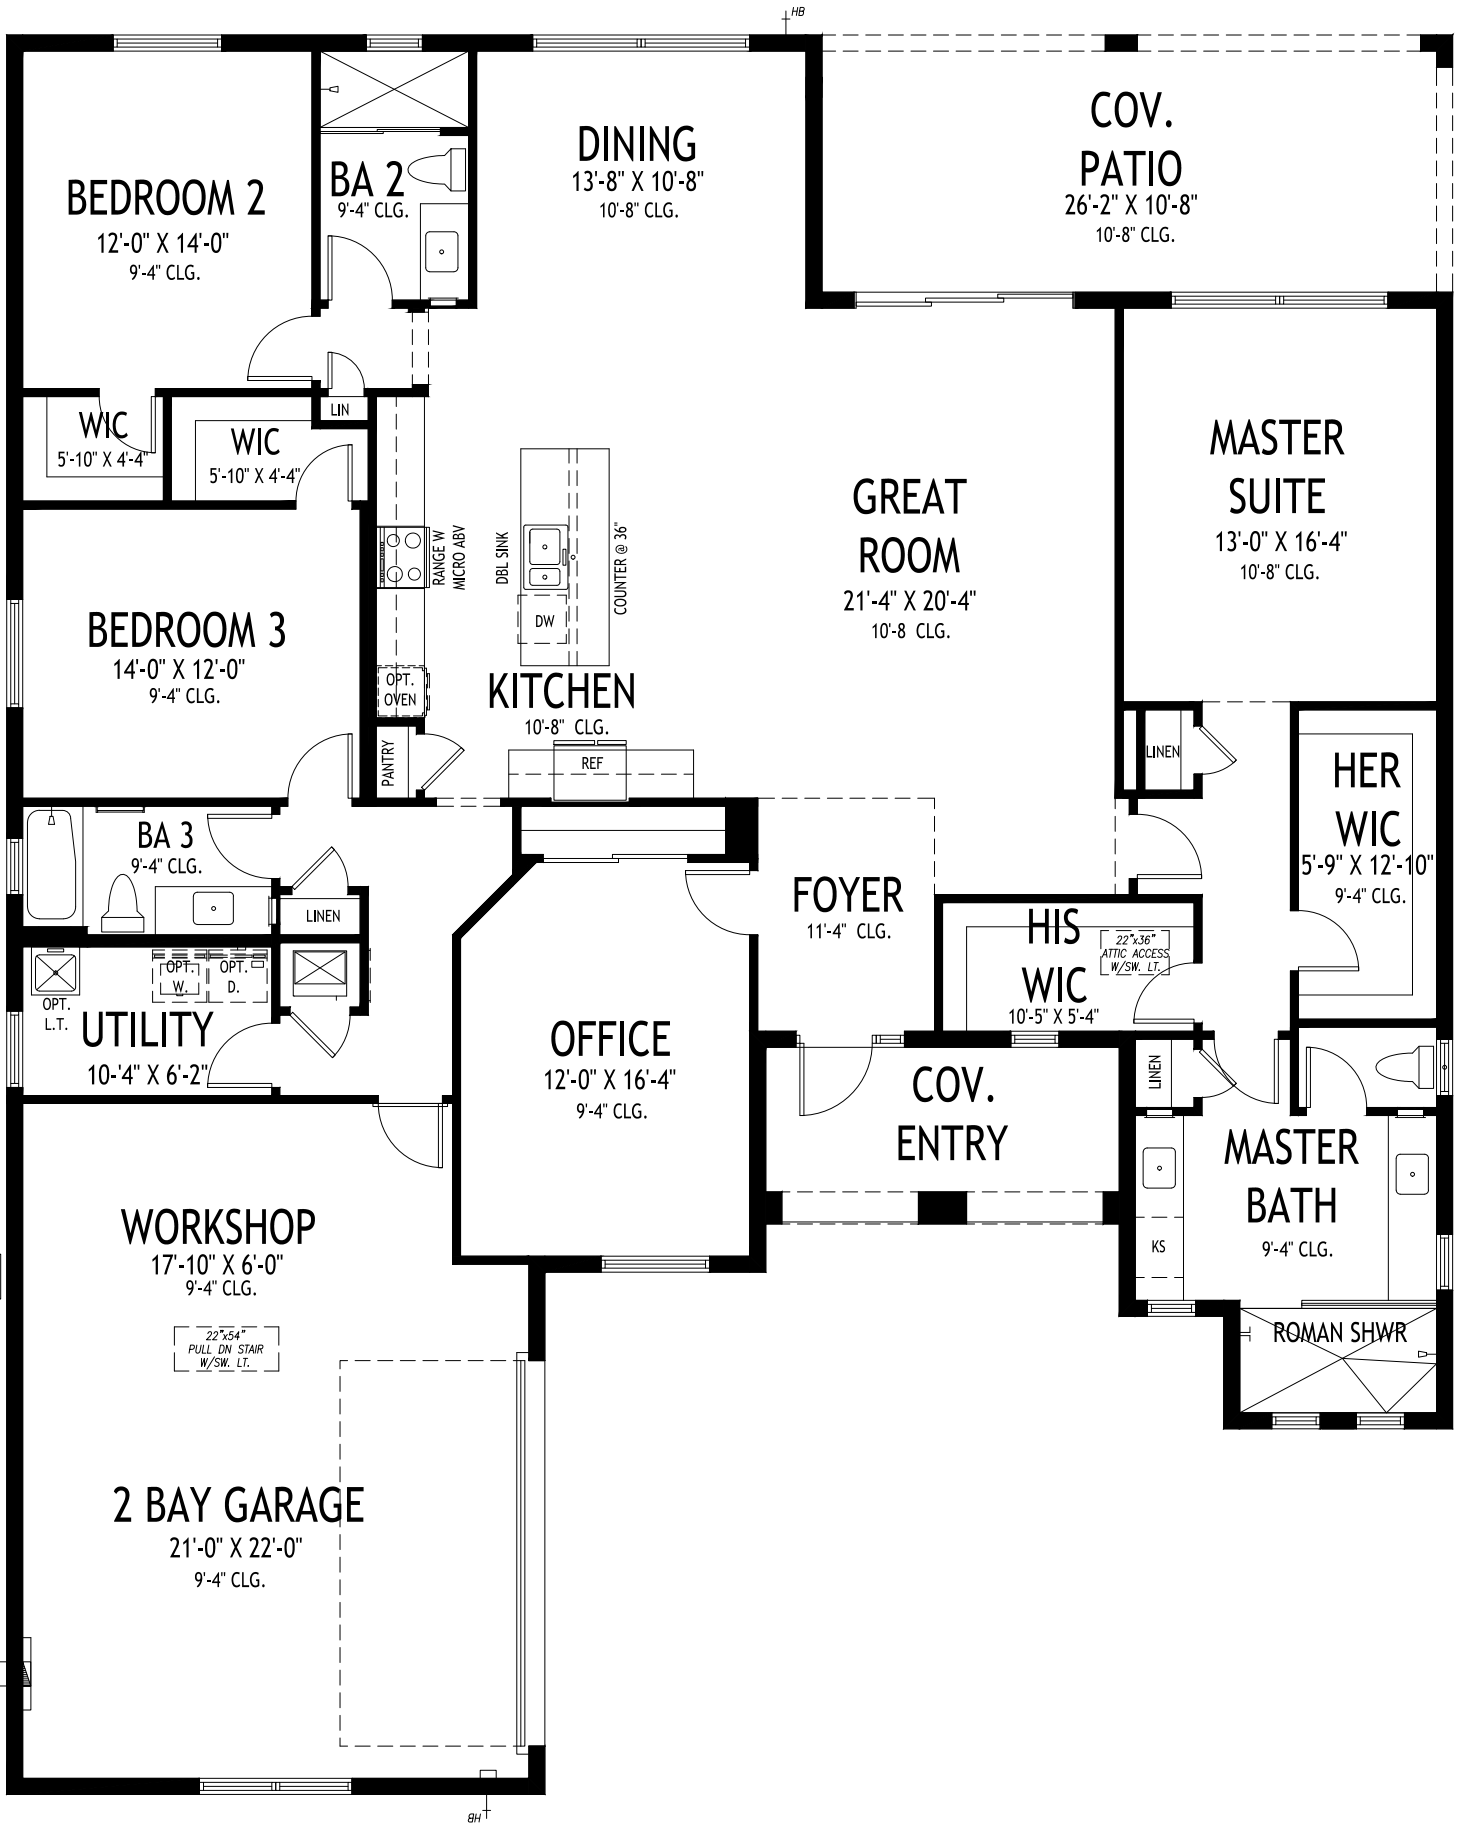 HB
BEDROOM 2
12'-0" X 14'-0"
9'-4" CLG.
BA 2
9'-4" CLG.
DINING
13'-8" X 10'-8"
10'-8" CLG.
COV.
PATIO
26'-2" X 10'-8"
10'-8" CLG.
WIC
5'-10" X 4'-4"
WIC
5'-10" X 4'-4"
LIN
RANGE W
MICRO ABV
DBL SINK
DW
COUNTER @ 36"
OPT.
OVEN
KITCHEN
10'-8" CLG.
REF
PANTRY
GREAT
ROOM
21'-4" X 20'-4"
10'-8 CLG.
MASTER
SUITE
13'-0" X 16'-4"
10'-8" CLG.
BEDROOM 3
14'-0" X 12'-0"
9'-4" CLG.
LINEN
HER
WIC
5'-9" X 12'-10"
9'-4" CLG.
BA 3
9'-4" CLG.
LINEN
FOYER
11'-4" CLG.
HIS
WIC
10'-5" X 5'-4"
22"x36"
ATTIC ACCESS
W/SW. LT.
OPT.
L.T.
OPT.
W.
OPT.
D.
UTILITY
10-'4" X 6'-2"
OFFICE
12'-0" X 16'-4"
9'-4" CLG.
COV.
ENTRY
LINEN
MASTER
BATH
9'-4" CLG.
KS
ROMAN SHWR
WORKSHOP
17'-10" X 6'-0"
9'-4" CLG.
22"x54"
PULL DN STAIR
W/SW. LT.
2 BAY GARAGE
21'-0" X 22'-0"
9'-4" CLG.
HB